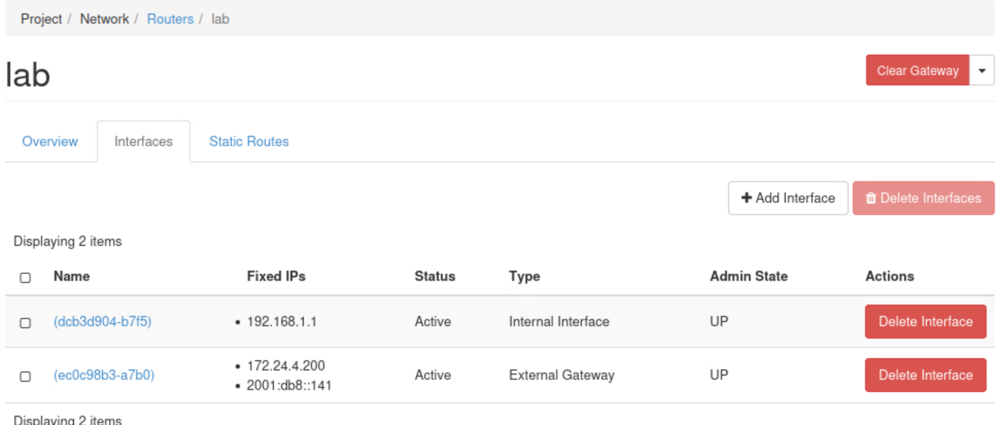 Project / Network / Routers / lab
lab
Clear Gateway
Overview Interfaces Static Routes
Add Interface Delete Interfaces
Displaying 2 items
Name Fixed IPs Status Type Admin State Actions
(dcb3d904-b7f5) • 192.168.1.1 Active Internal Interface UP Delete Interface
• 172.24.4.200
(ec0c98b3-a7b0) Active External Gateway UP Delete Interface
• 2001:db8::141
Displaying 2 items